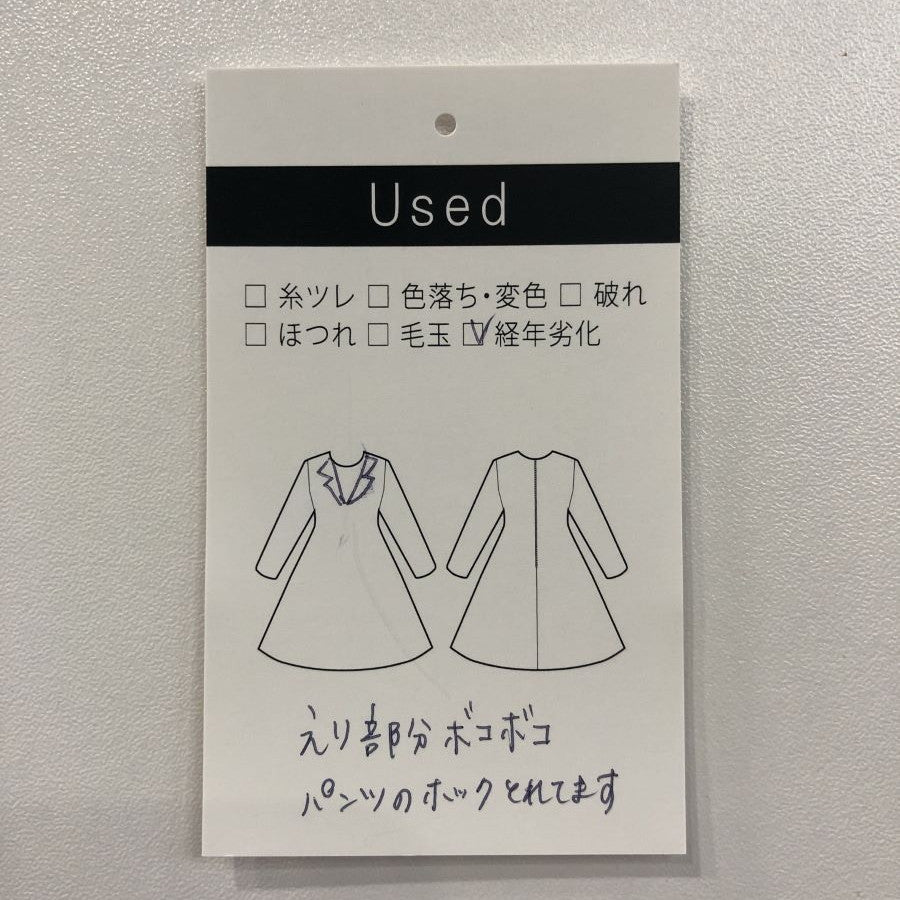 Used
□ 糸ツレ □ 色落ち・変色 □ 破れ
□ ほつれ □ 毛玉 ☑ 経年劣化
えり部分ボコボコ
パンツのホックとれてます